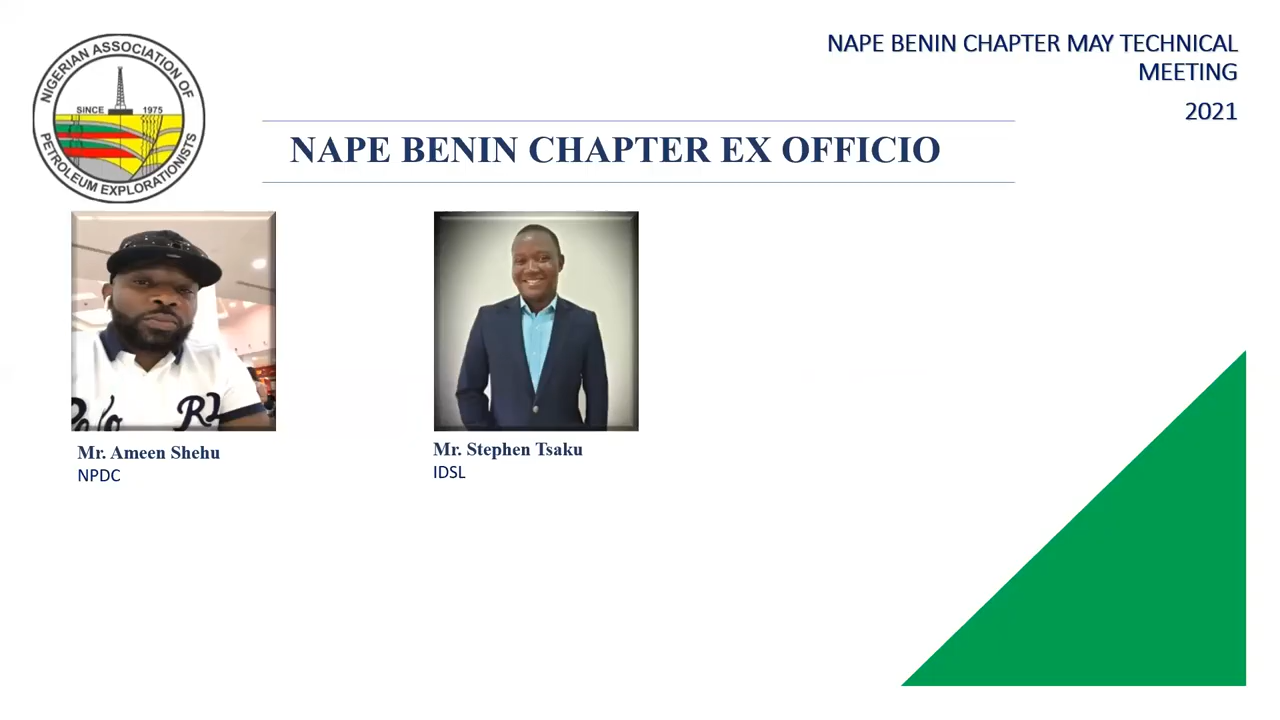 NIGERIAN ASSOCIATION OF
SINCE 1975
PETROLEUM EXPLORATIONISTS
NAPE BENIN CHAPTER MAY TECHNICAL
MEETING
2021
NAPE BENIN CHAPTER EX OFFICIO
Mr. Ameen Shehu
NPDC
Mr. Stephen Tsaku
IDSL